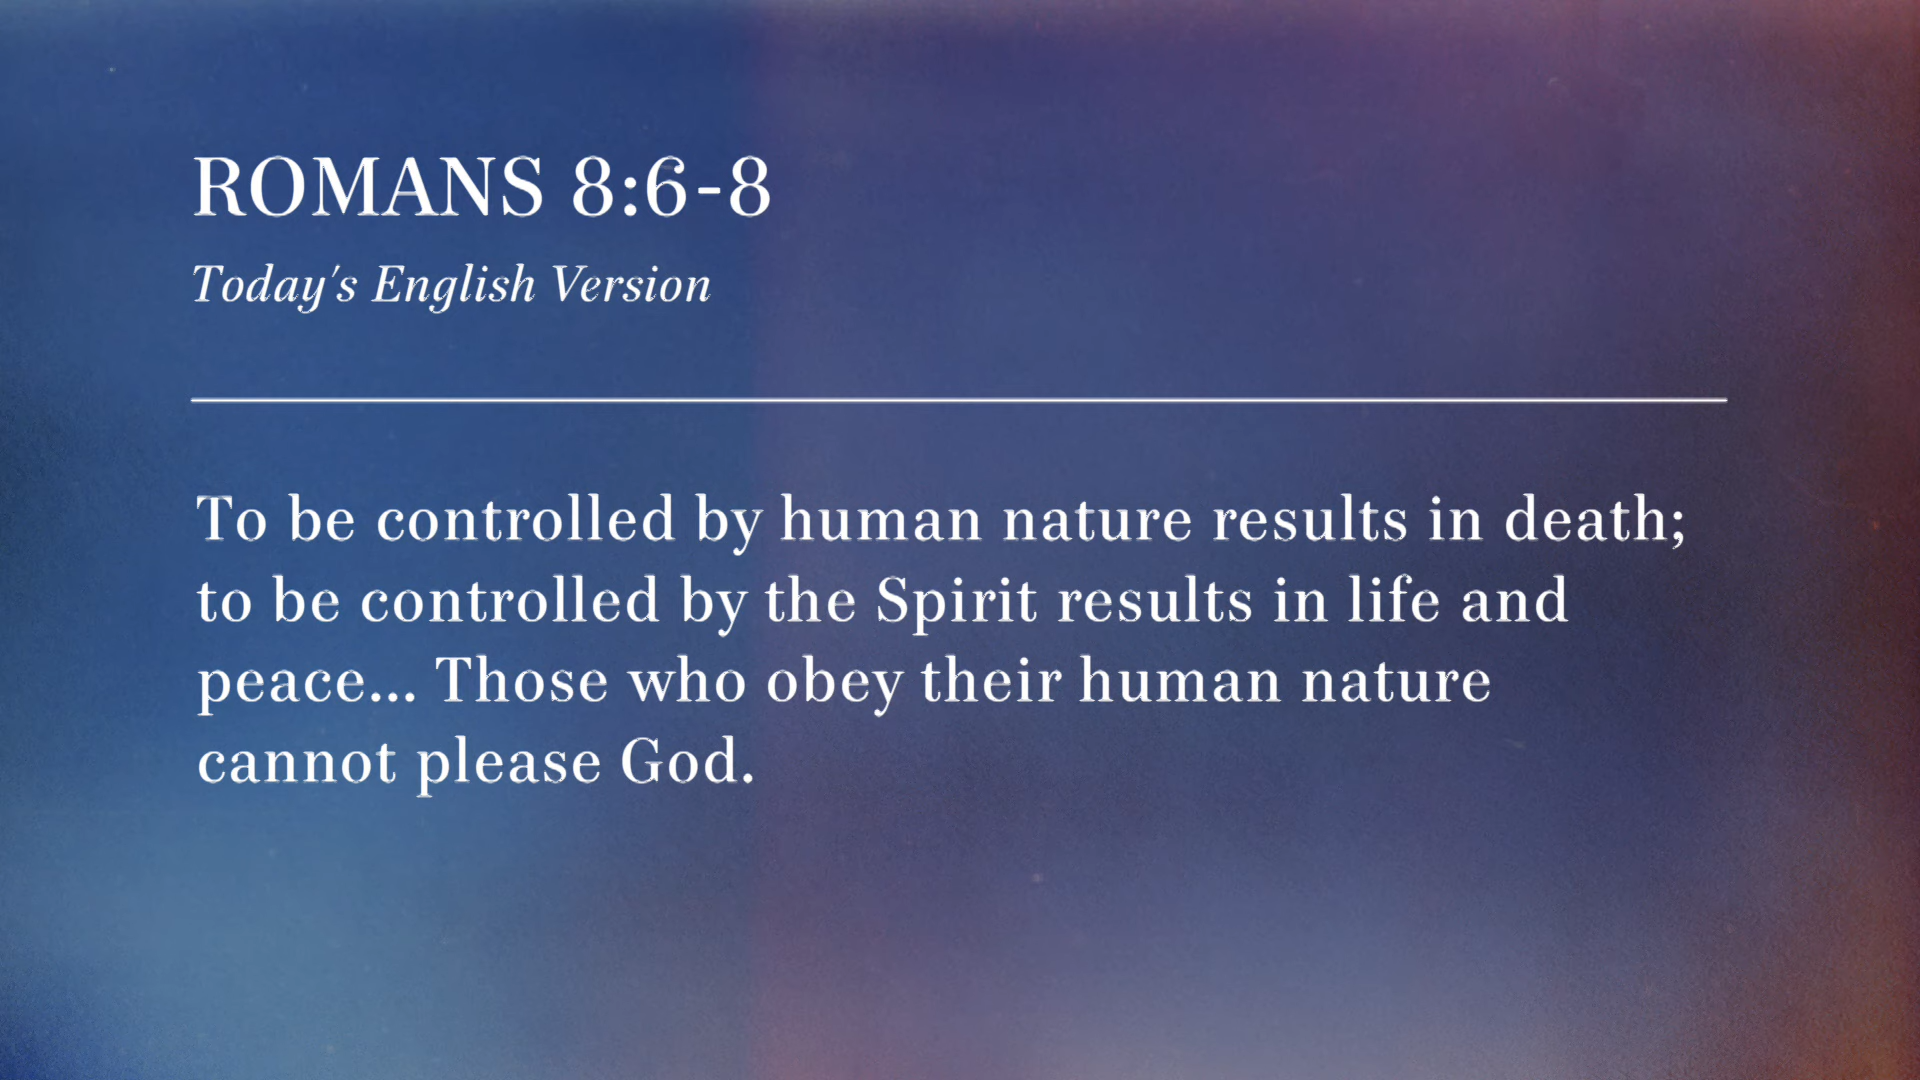 ROMANS 8:6-8
Today's English Version
To be controlled by human nature results in death;
to be controlled by the Spirit results in life and
peace... Those who obey their human nature
cannot please God.